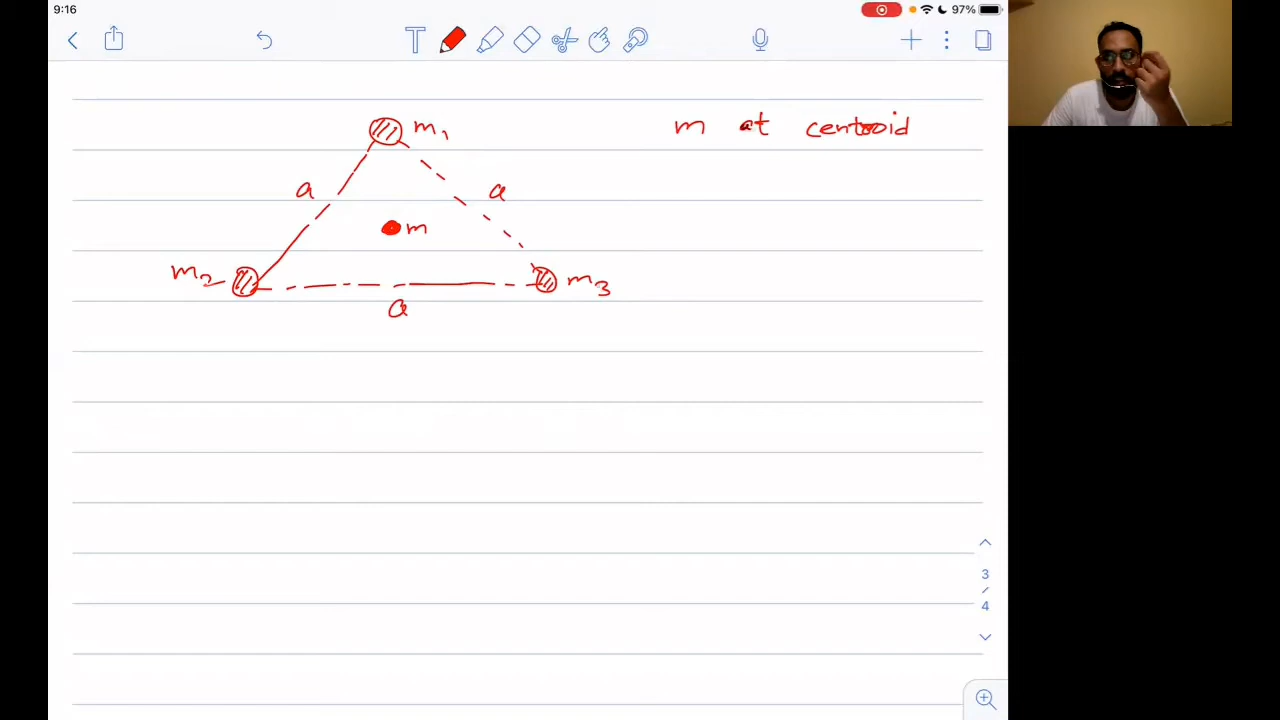 9:16
97%
T
m₁
m at centroid
a
a
m
m₂
m₃
a
3
/
4